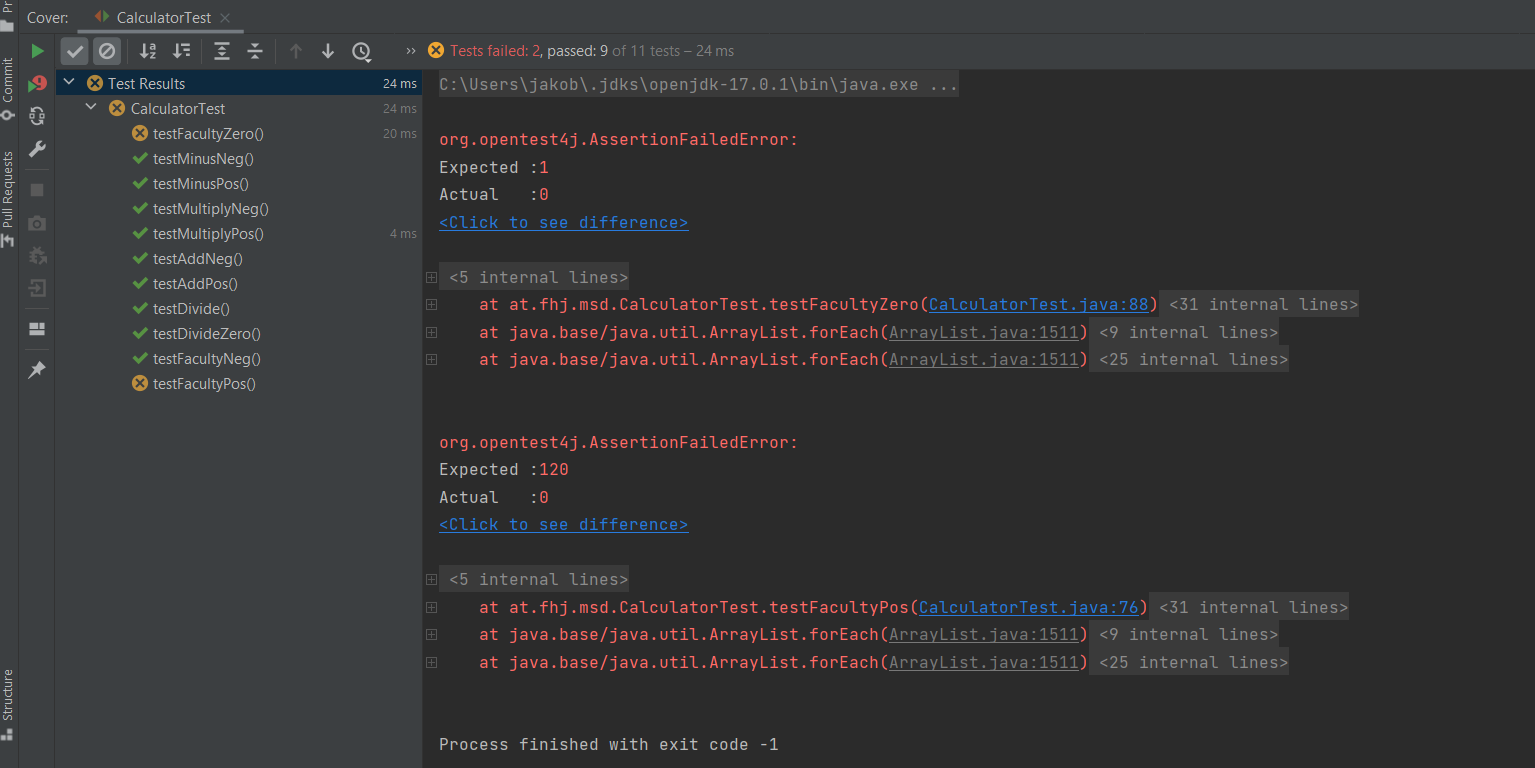 Cover: CalculatorTest
Tests failed: 2, passed: 9 of 11 tests – 24 ms
Pr
Commit
Pull Requests
Structure
Test Results 24 ms
CalculatorTest 24 ms
testFacultyZero() 20 ms
testMinusNeg()
testMinusPos()
testMultiplyNeg()
testMultiplyPos() 4 ms
testAddNeg()
testAddPos()
testDivide()
testDivideZero()
testFacultyNeg()
testFacultyPos()
C:\Users\jakob\.jdks\openjdk-17.0.1\bin\java.exe ...
org.opentest4j.AssertionFailedError:
Expected :1
Actual   :0
<Click to see difference>
<5 internal lines>
at at.fhj.msd.CalculatorTest.testFacultyZero(CalculatorTest.java:88) <31 internal lines>
at java.base/java.util.ArrayList.forEach(ArrayList.java:1511) <9 internal lines>
at java.base/java.util.ArrayList.forEach(ArrayList.java:1511) <25 internal lines>
org.opentest4j.AssertionFailedError:
Expected :120
Actual   :0
<Click to see difference>
<5 internal lines>
at at.fhj.msd.CalculatorTest.testFacultyPos(CalculatorTest.java:76) <31 internal lines>
at java.base/java.util.ArrayList.forEach(ArrayList.java:1511) <9 internal lines>
at java.base/java.util.ArrayList.forEach(ArrayList.java:1511) <25 internal lines>
Process finished with exit code -1